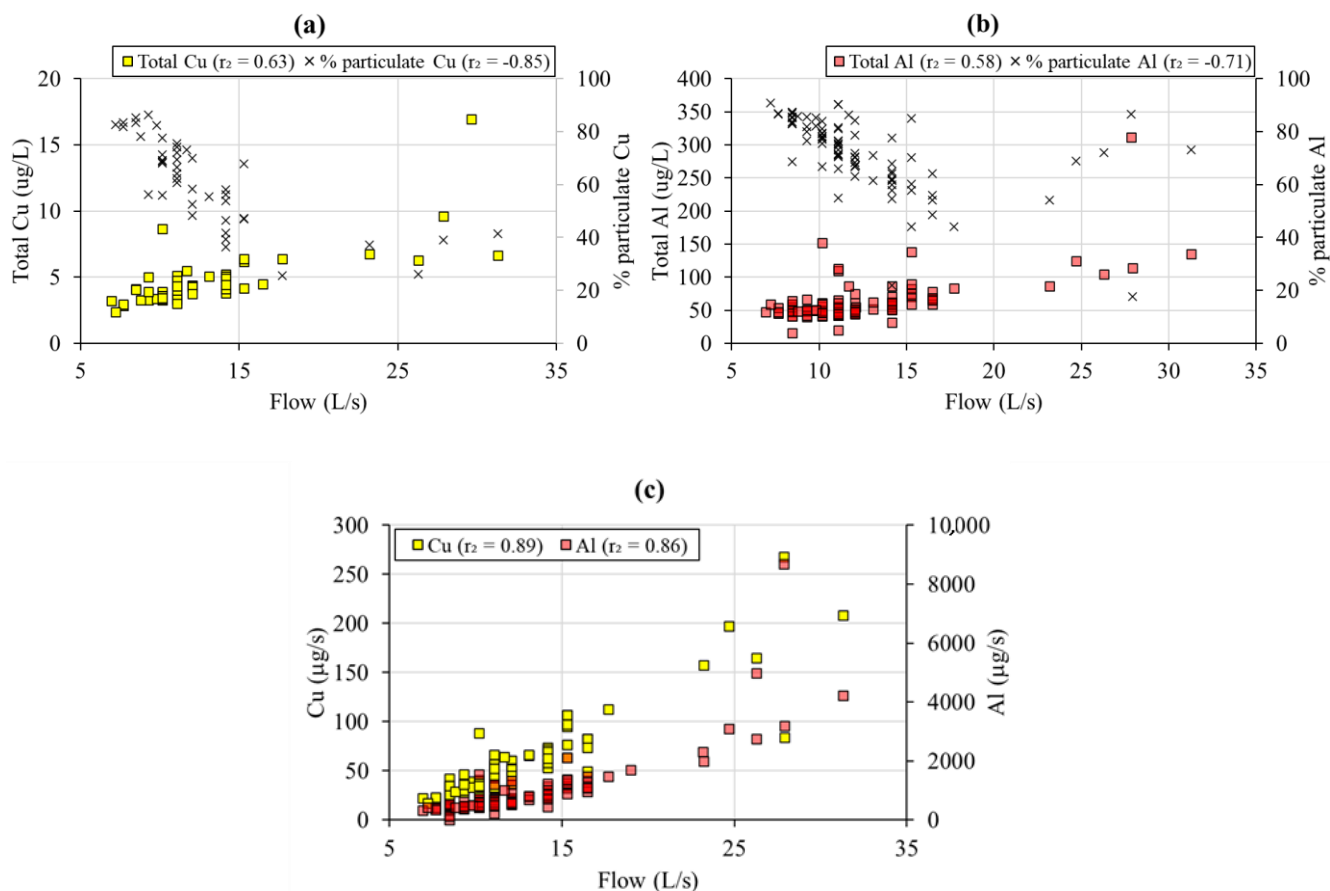 (a)
Total Cu (r₂ = 0.63) × % particulate Cu (r₂ = -0.85)
20
15
10
5
0
Total Cu (ug/L)
100
80
60
40
20
0
% particulate Cu
5 15 25 35
Flow (L/s)
(b)
Total Al (r₂ = 0.58) × % particulate Al (r₂ = -0.71)
400
350
300
250
200
150
100
50
0
Total Al (ug/L)
100
80
60
40
20
0
% particulate Al
5 10 15 20 25 30 35
Flow (L/s)
(c)
Cu (r₂ = 0.89) Al (r₂ = 0.86)
300
250
200
150
100
50
0
Cu (µg/s)
10,000
8000
6000
4000
2000
0
Al (µg/s)
5 15 25 35
Flow (L/s)